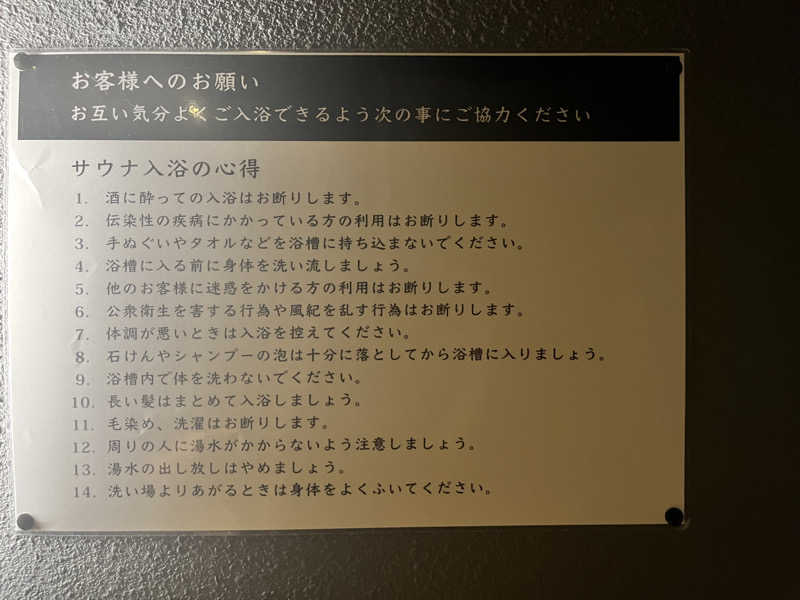 お客様へのお願い
お互い気分よくご入浴できるよう次の事にご協力ください
サウナ入浴の心得
1. 酒に酔っての入浴はお断りします。
2. 伝染性の疾病にかかっている方の利用はお断りします。
3. 手ぬぐいやタオルなどを浴槽に持ち込まないでください。
4. 浴槽に入る前に身体を洗い流しましょう。
5. 他のお客様に迷惑をかける方の利用はお断りします。
6. 公衆衛生を害する行為や風紀を乱す行為はお断りします。
7. 体調が悪いときは入浴を控えてください。
8. 石けんやシャンプーの泡は十分に落としてから浴槽に入りましょう。
9. 浴槽内で体を洗わないでください。
10. 長い髪はまとめて入浴しましょう。
11. 毛染め、洗濯はお断りします。
12. 周りの人に湯水がかからないよう注意しましょう。
13. 湯水の出し放しはやめましょう。
14. 洗い場よりあがるときは身体をよくふいてください。